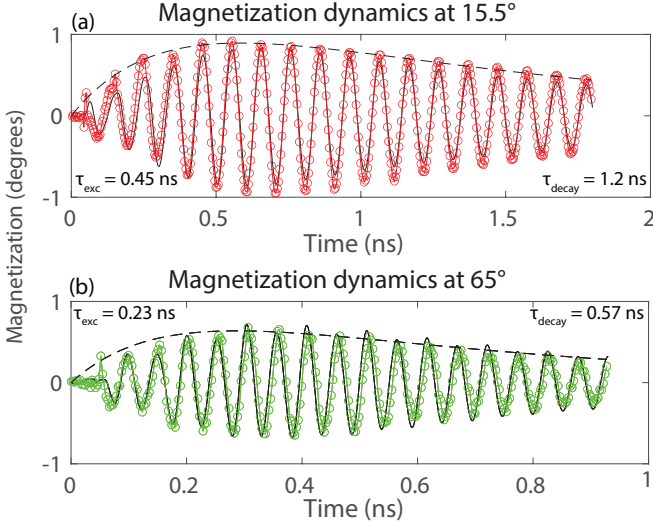 Magnetization dynamics at 15.5°
(a)
1
0
-1
τexc = 0.45 ns
τdecay = 1.2 ns
0
0.5
1
1.5
2
Time (ns)
Magnetization (degrees)
Magnetization dynamics at 65°
(b)
1
0
-1
τexc = 0.23 ns
τdecay = 0.57 ns
0
0.2
0.4
0.6
0.8
1
Time (ns)